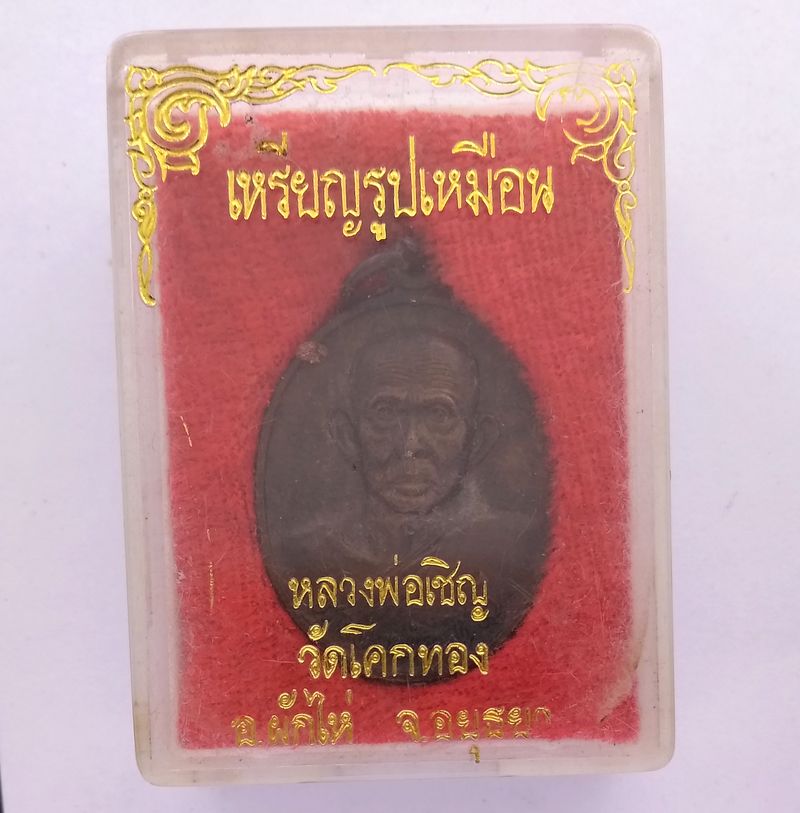 เหรียญรูปเหมือน
หลวงพ่อเชิญ
วัดโคกทอง
อ.ผักไห่ จ.อยุธยา